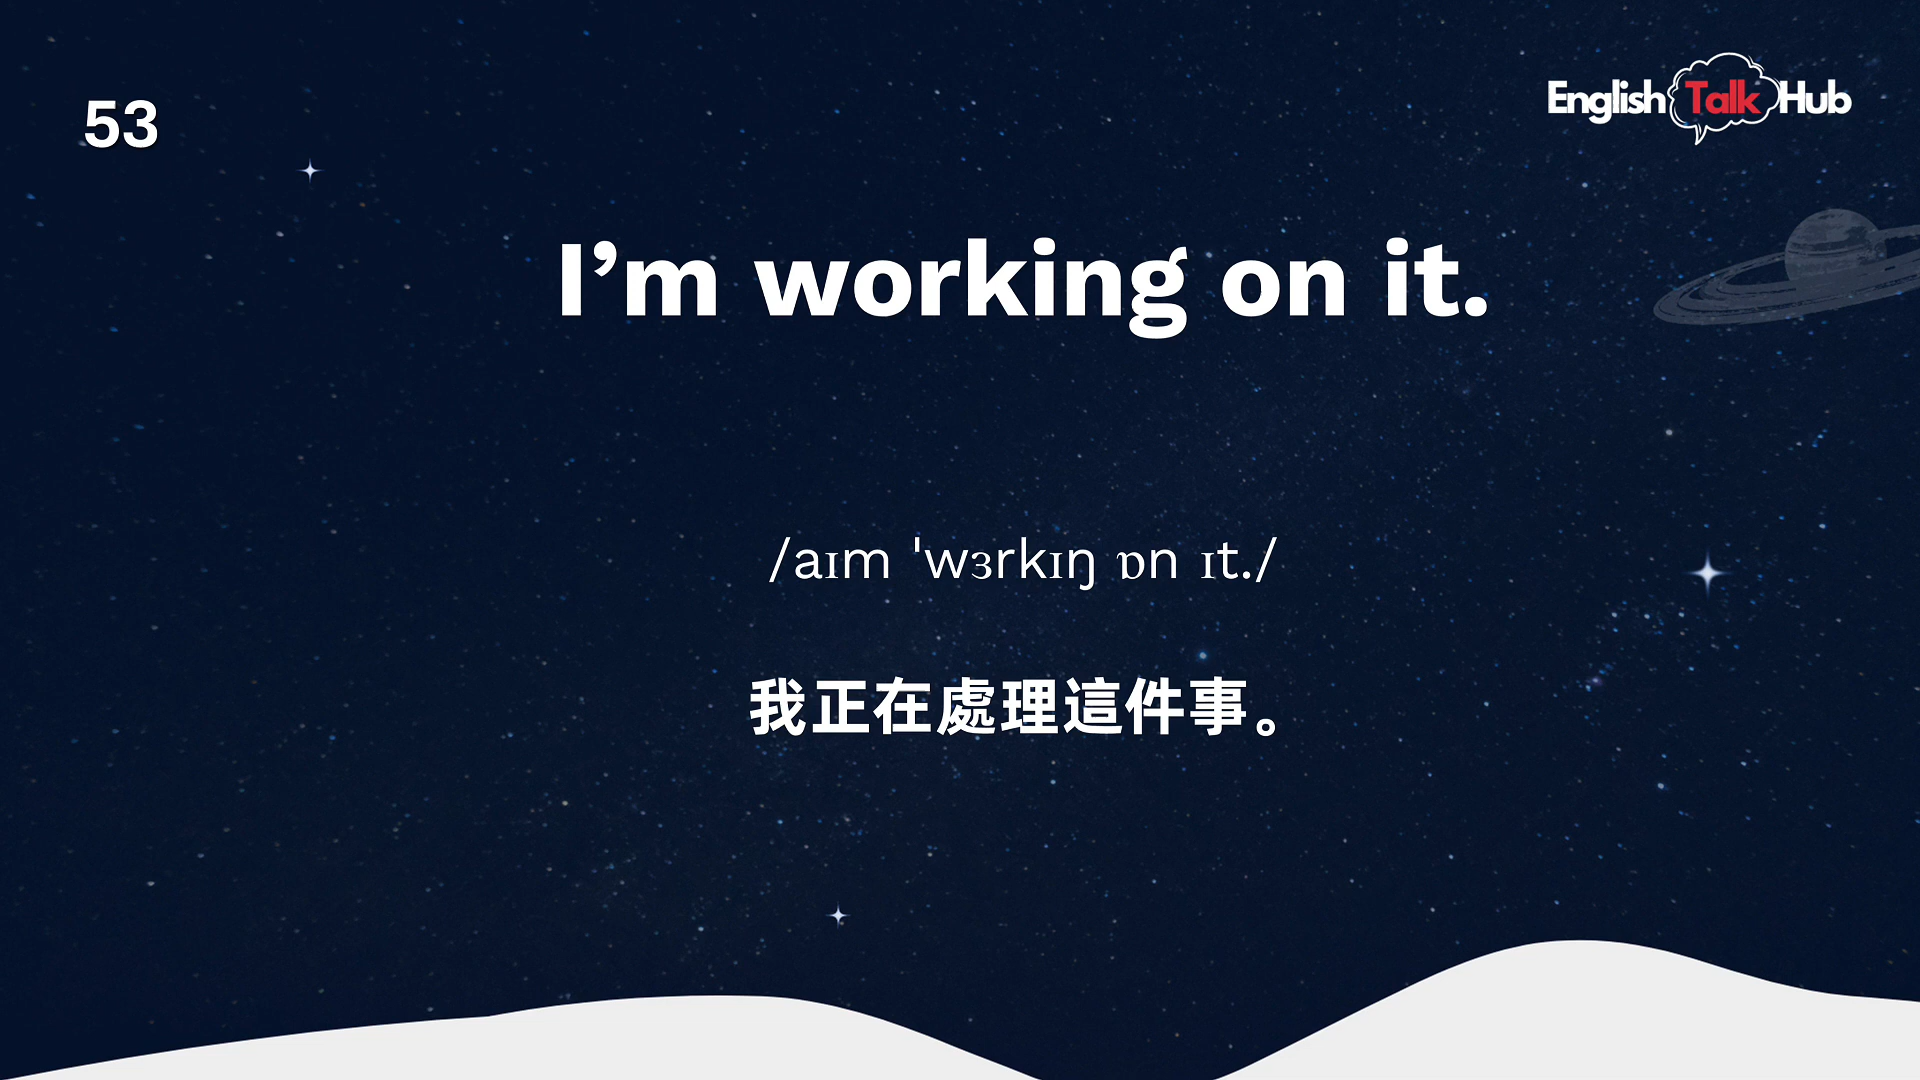 53
English Talk Hub
I’m working on it.
/aɪm ˈwɜrkɪŋ ɒn ɪt./
我正在處理這件事。